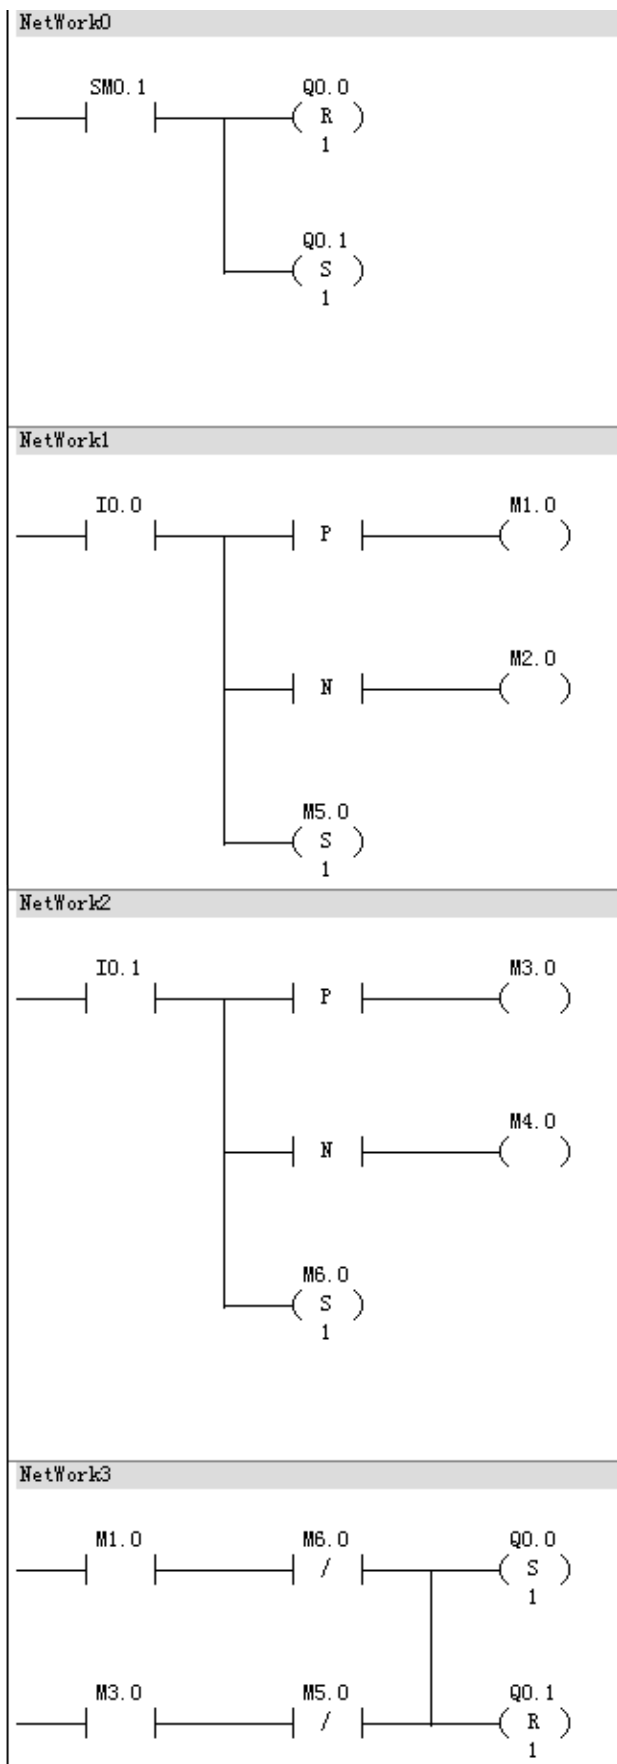 NetWork0
SM0.1 Q0.0
R
1
Q0.1
S
1
NetWork1
I0.0 M1.0
P
M2.0
N
M5.0
S
1
NetWork2
I0.1 M3.0
P
M4.0
N
M6.0
S
1
NetWork3
M1.0 M6.0 Q0.0
/ S
1
M3.0 M5.0 Q0.1
/ R
1